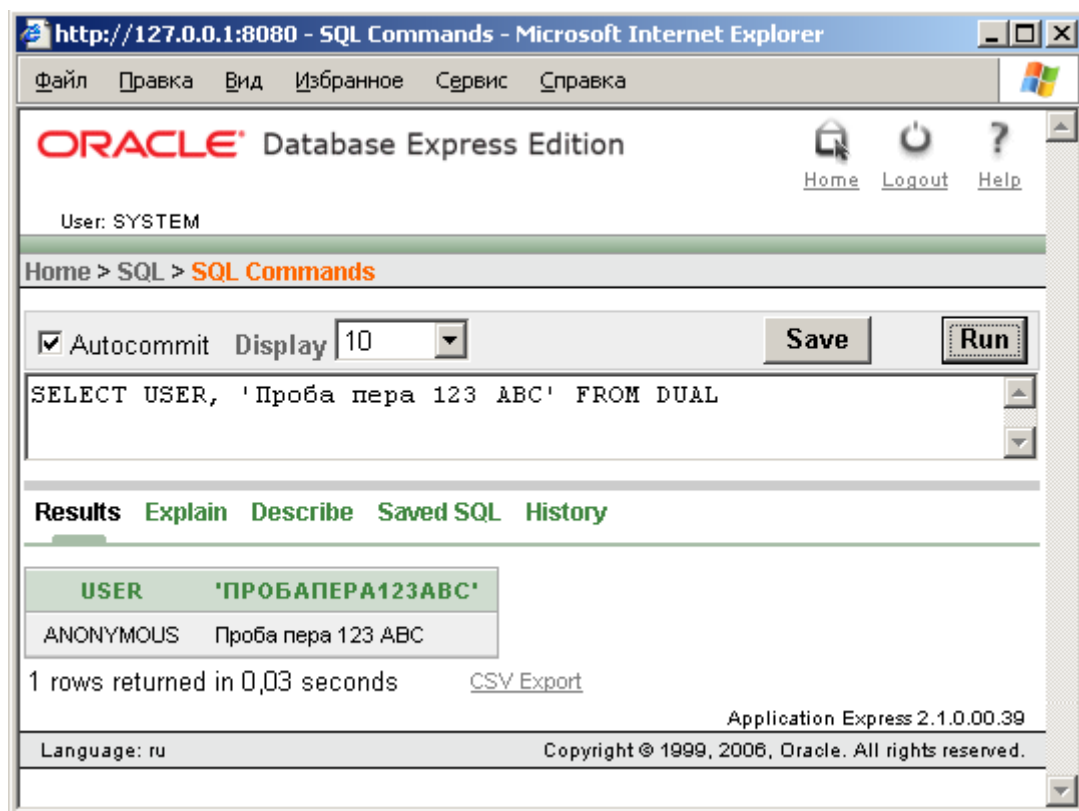 http://127.0.0.1:8080 - SQL Commands - Microsoft Internet Explorer
Файл Правка Вид Избранное Сервис Справка
ORACLE Database Express Edition
Home Logout Help
User: SYSTEM
Home > SQL > SQL Commands
Autocommit Display 10 Save Run
SELECT USER, 'Проба пера 123 ABC' FROM DUAL
Results Explain Describe Saved SQL History
USER 'ПРОБАПЕРА123ABC'
ANONYMOUS Проба пера 123 ABC
1 rows returned in 0,03 seconds CSV Export
Application Express 2.1.0.00.39
Language: ru Copyright © 1999, 2006, Oracle. All rights reserved.